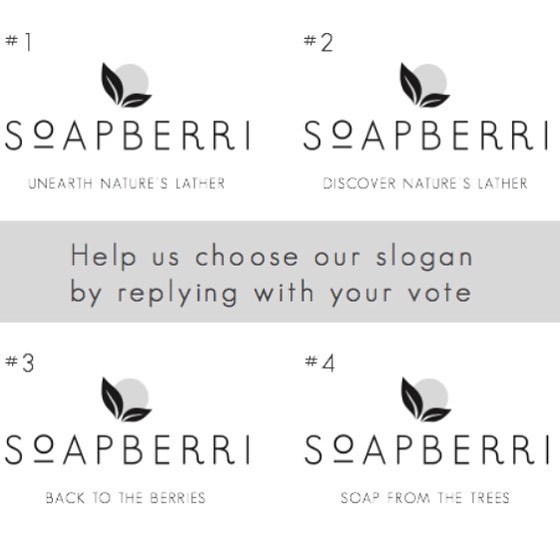 #1
SOAPBERRI
UNEARTH NATURE'S LATHER
#2
SOAPBERRI
DISCOVER NATURE'S LATHER
Help us choose our slogan
by replying with your vote
#3
SOAPBERRI
BACK TO THE BERRIES
#4
SOAPBERRI
SOAP FROM THE TREES